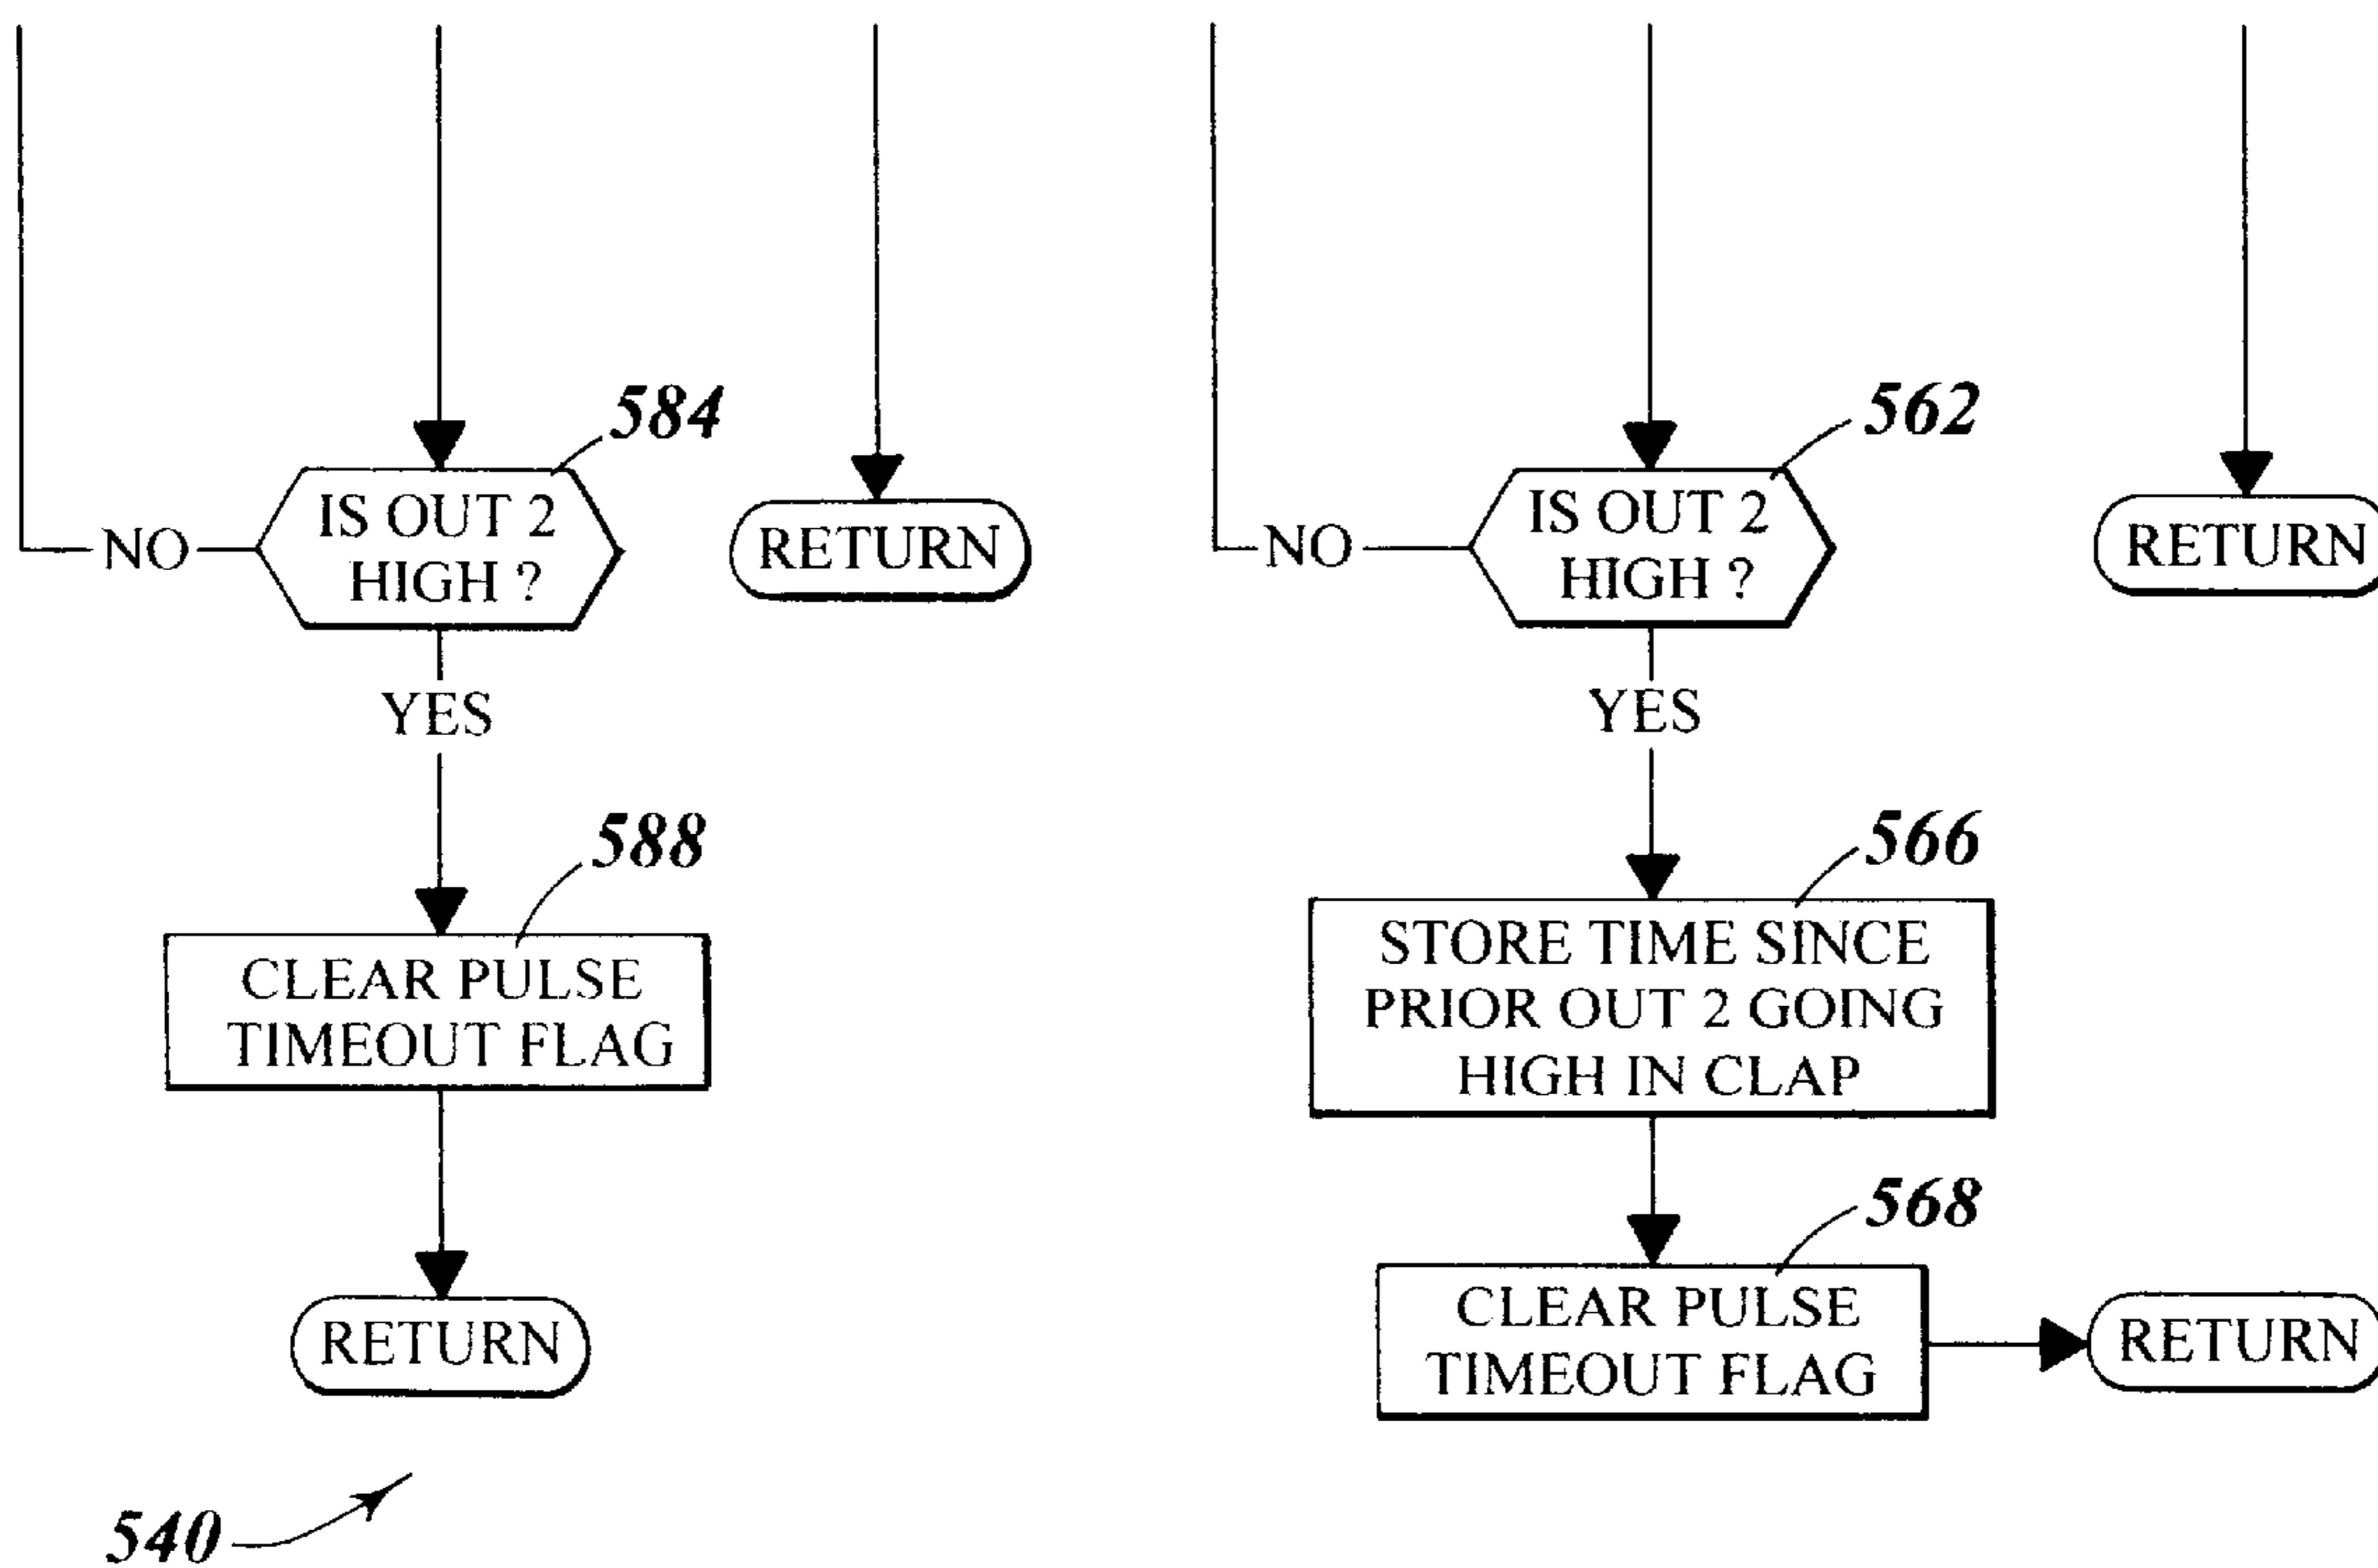 584
IS OUT 2
HIGH ?
NO
YES
RETURN
588
CLEAR PULSE
TIMEOUT FLAG
RETURN
540
562
IS OUT 2
HIGH ?
NO
YES
RETURN
566
STORE TIME SINCE
PRIOR OUT 2 GOING
HIGH IN CLAP
568
CLEAR PULSE
TIMEOUT FLAG
RETURN